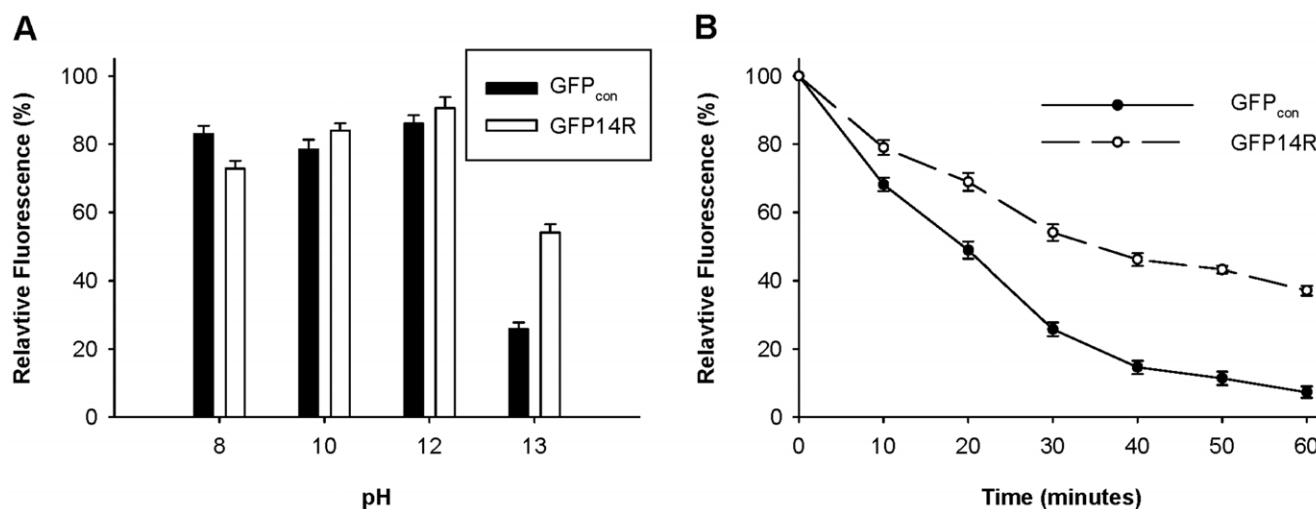 A
Relavtive Fluorescence (%)
100
80
60
40
20
0
GFPcon
GFP14R
8 10 12 13
pH
B
Relavtive Fluorescence (%)
100
80
60
40
20
0
GFPcon
GFP14R
0 10 20 30 40 50 60
Time (minutes)